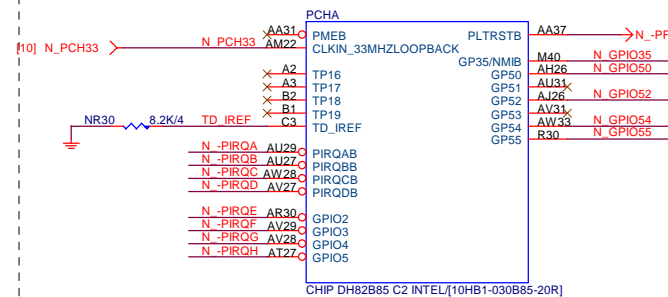 PCHA
AA31 PMEB PLTRSTB AA37 N_-PF
[10] N_PCH33 N_PCH33 AM22 CLKIN_33MHZLOOPBACK
GP35/NMIB M40 N_GPIO35
A2 TP16 GP50 AH26 N_GPIO50
A3 TP17 GP51 AU31
B2 TP18 GP52 AJ26 N_GPIO52
B1 TP19 GP53 AV31
NR30 8.2K/4 TD_IREF C3 TD_IREF GP54 AW33 N_GPIO54
GP55 R30 N_GPIO55
N_-PIRQA AU29 PIRQAB
N_-PIRQB AU27 PIRQBB
N_-PIRQC AW28 PIRQCB
N_-PIRQD AV27 PIRQDB
N_-PIRQE AR30 GPIO2
N_-PIRQF AV29 GPIO3
N_-PIRQG AV28 GPIO4
N_-PIRQH AT27 GPIO5
CHIP DH82B85 C2 INTEL/[10HB1-030B85-20R]